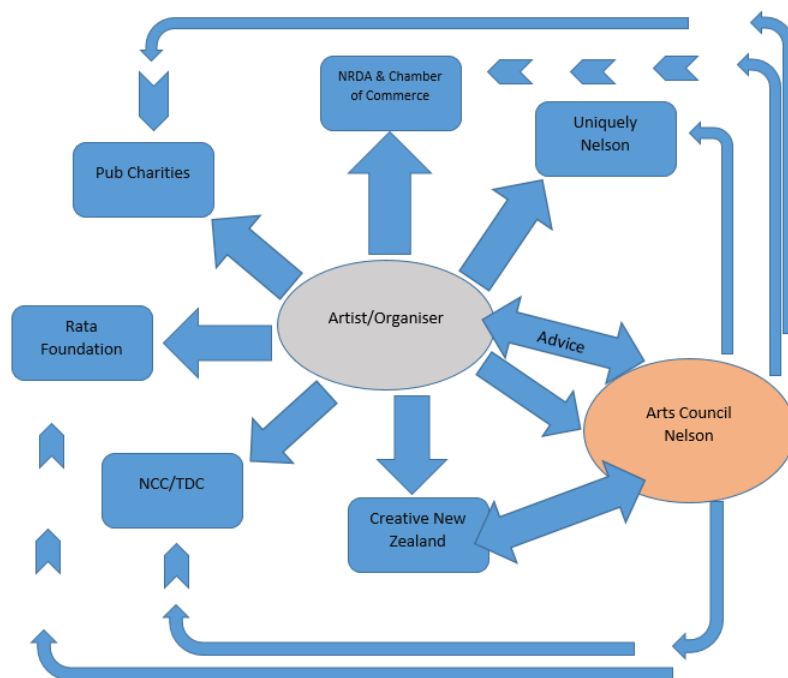 NRDA & Chamber
of Commerce
Uniquely
Nelson
Pub Charities
Artist/Organiser
Rata
Foundation
Advice
Arts Council
Nelson
NCC/TDC
Creative New
Zealand